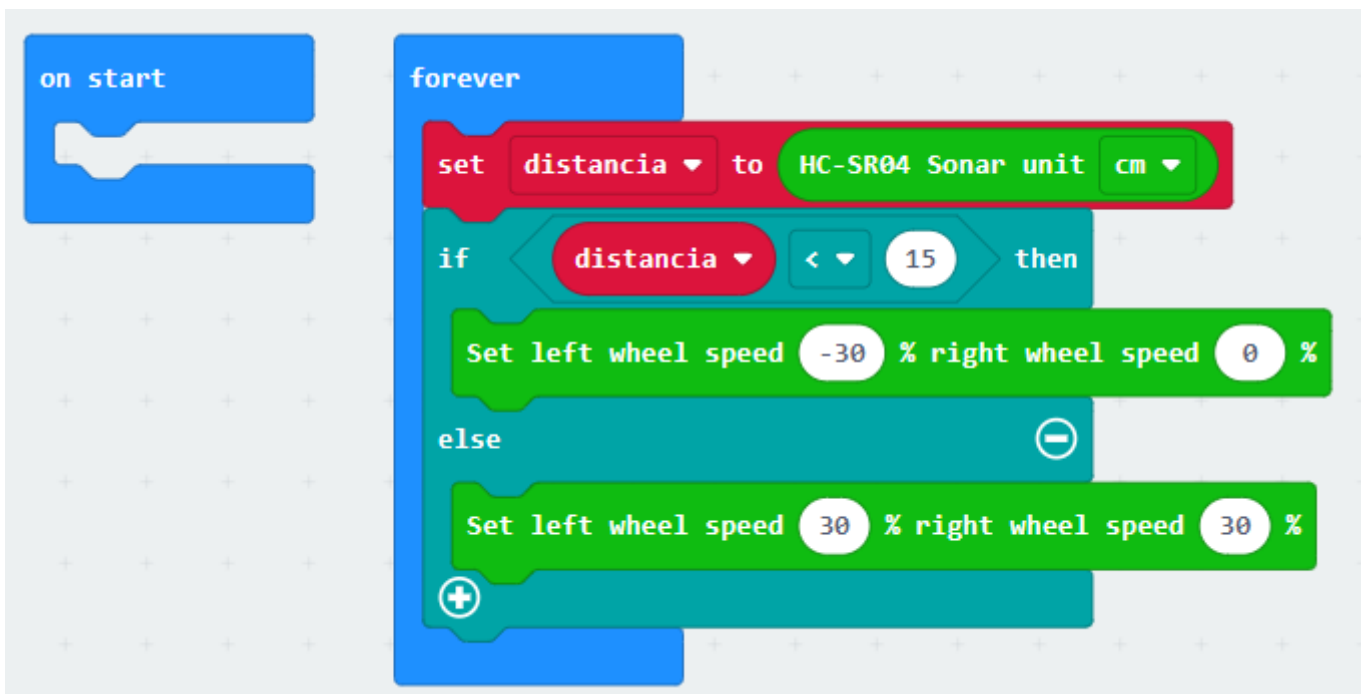 on start
forever
set distancia to HC-SR04 Sonar unit cm
if distancia < 15 then
Set left wheel speed -30 % right wheel speed 0 %
else
Set left wheel speed 30 % right wheel speed 30 %